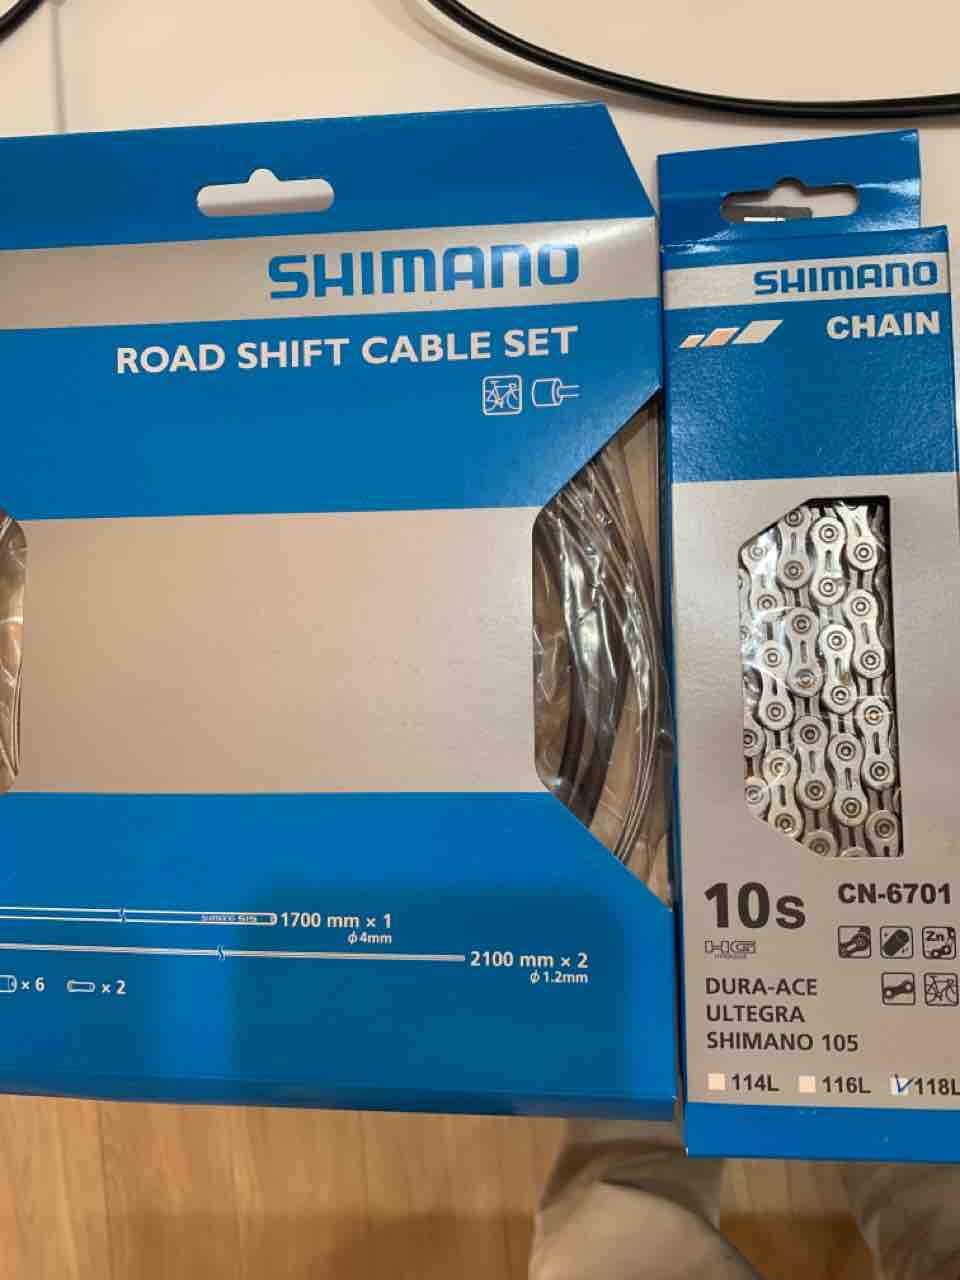 SHIMANO
ROAD SHIFT CABLE SET
SHIMANO SIS
1700 mm × 1
ϕ4mm
2100 mm × 2
ϕ1.2mm
× 6
× 2
SHIMANO
CHAIN
10s
CN-6701
HG
Zn
DURA-ACE
ULTEGRA
SHIMANO 105
114L 116L 118L